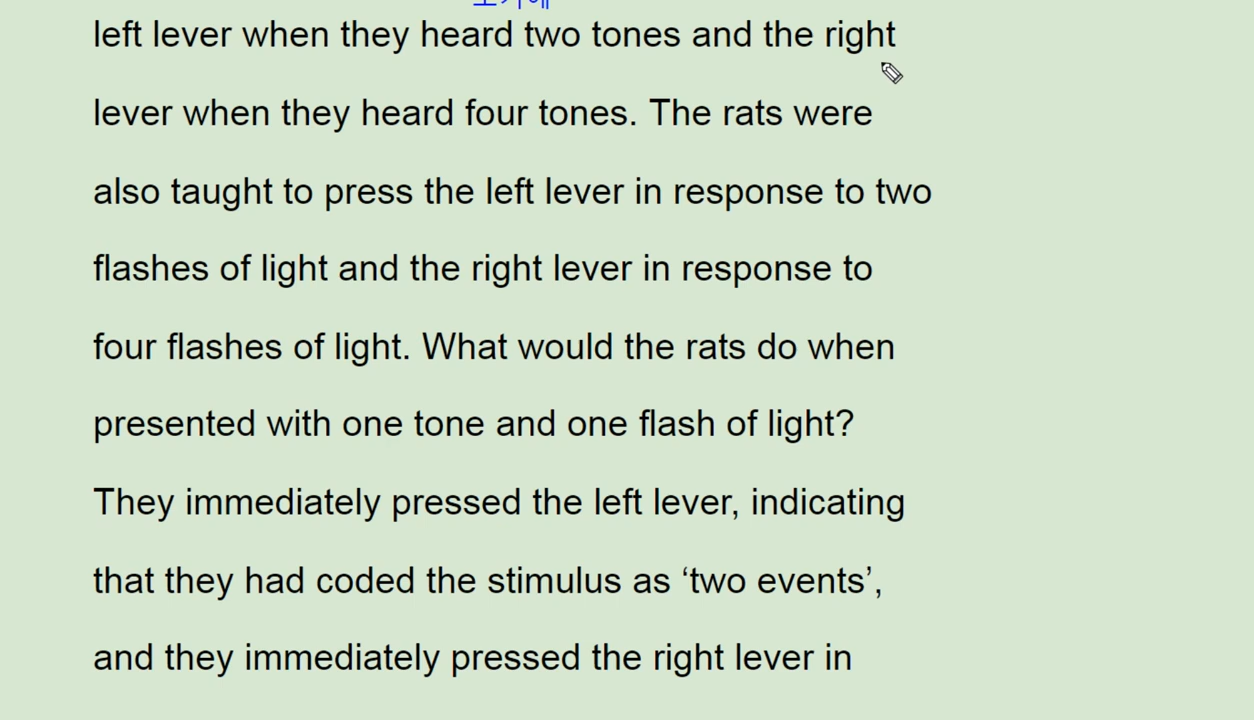 left lever when they heard two tones and the right
lever when they heard four tones. The rats were
also taught to press the left lever in response to two
flashes of light and the right lever in response to
four flashes of light. What would the rats do when
presented with one tone and one flash of light?
They immediately pressed the left lever, indicating
that they had coded the stimulus as ‘two events’,
and they immediately pressed the right lever in